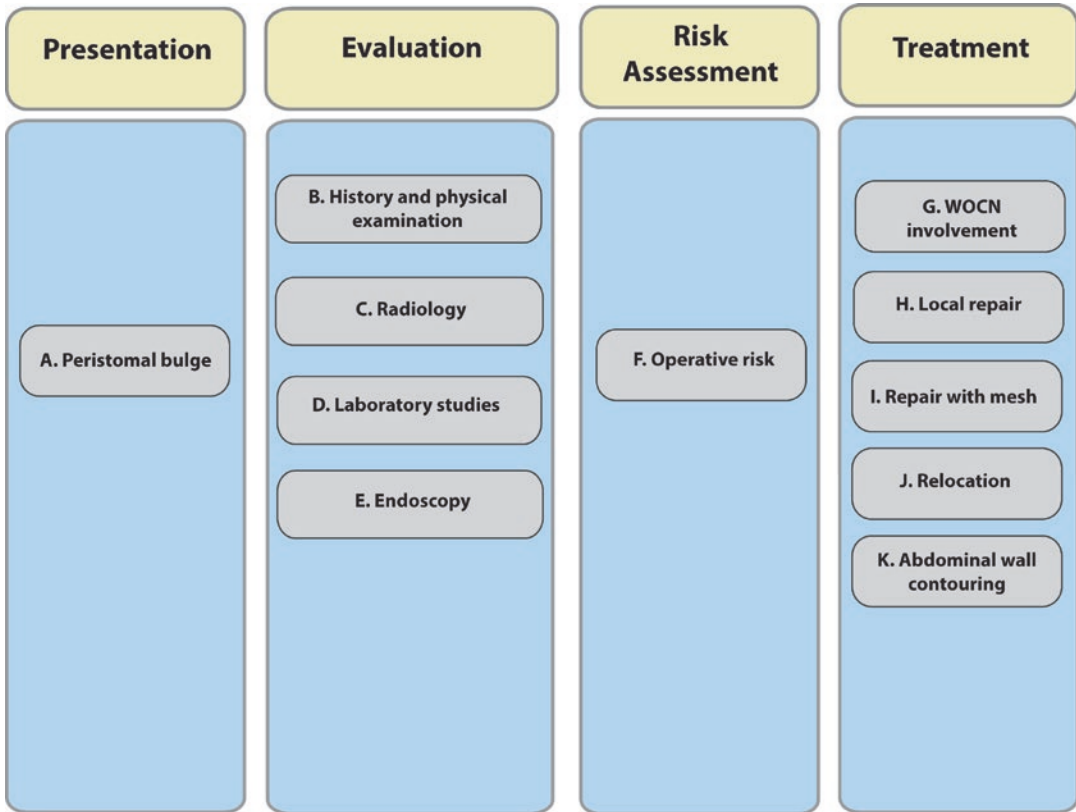 Presentation
Evaluation
Risk
Assessment
Treatment
A. Peristomal bulge
B. History and physical
examination
C. Radiology
D. Laboratory studies
E. Endoscopy
F. Operative risk
G. WOCN
involvement
H. Local repair
I. Repair with mesh
J. Relocation
K. Abdominal wall
contouring